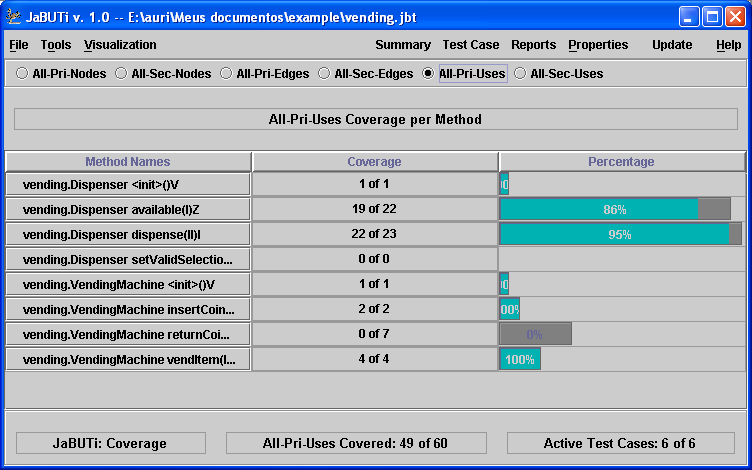 JaBUTi v. 1.0 -- E:\auri\Meus documentos\example\vending.jbt
File Tools Visualization Summary Test Case Reports Properties Update Help
All-Pri-Nodes All-Sec-Nodes All-Pri-Edges All-Sec-Edges All-Pri-Uses All-Sec-Uses
All-Pri-Uses Coverage per Method
Method Names Coverage Percentage
vending.Dispenser <init>()V 1 of 1
vending.Dispenser available(I)Z 19 of 22 86%
vending.Dispenser dispense(II)I 22 of 23 95%
vending.Dispenser setValidSelectio... 0 of 0
vending.VendingMachine <init>()V 1 of 1
vending.VendingMachine insertCoin... 2 of 2 00%
vending.VendingMachine returnCoi... 0 of 7 0%
vending.VendingMachine vendItem(I... 4 of 4 100%
JaBUTi: Coverage All-Pri-Uses Covered: 49 of 60 Active Test Cases: 6 of 6